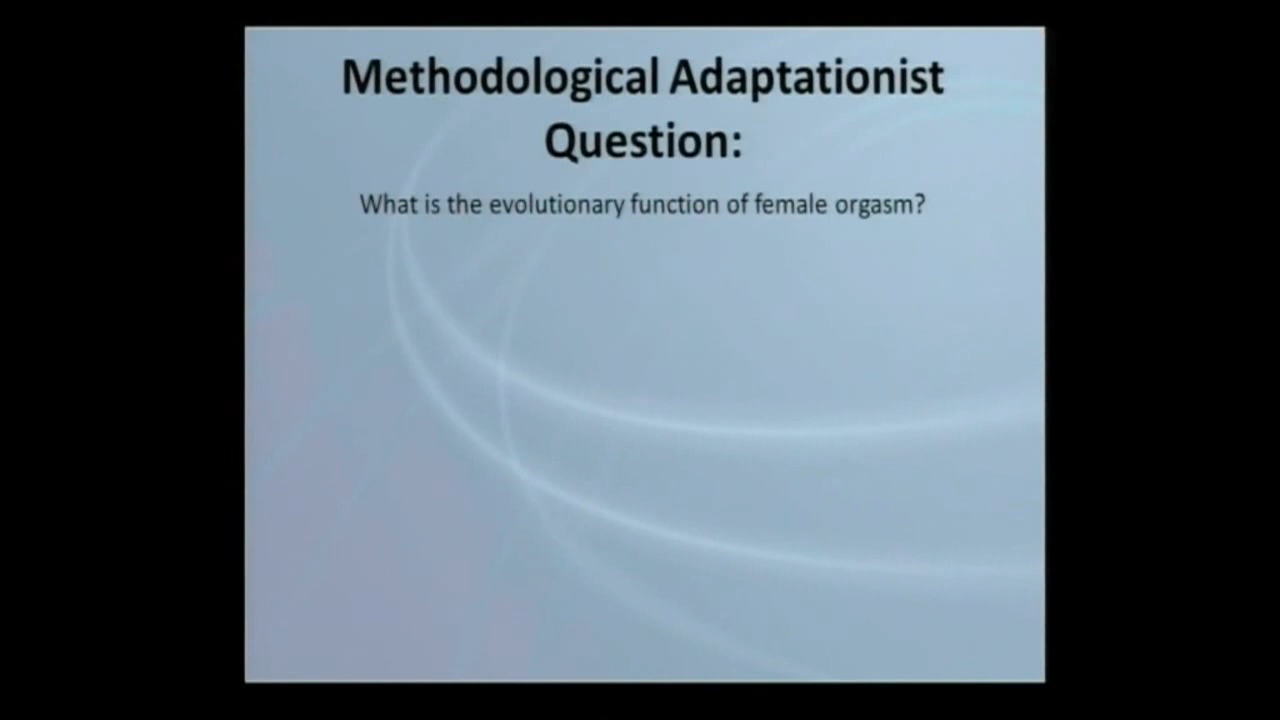 Methodological Adaptationist
Question:
What is the evolutionary function of female orgasm?